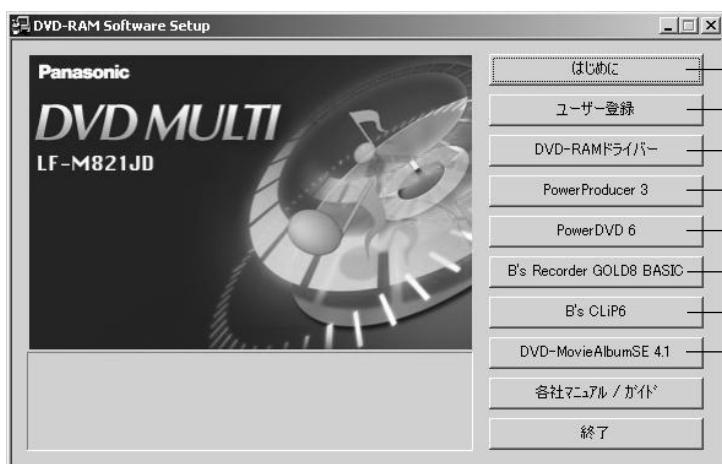 DVD-RAM Software Setup
Panasonic
DVD MULTI
LF-M821JD
はじめに
ユーザー登録
DVD-RAMドライバー
PowerProducer 3
PowerDVD 6
B's Recorder GOLD8 BASIC
B's CLiP6
DVD-MovieAlbumSE 4.1
各社マニュアル / ガイド
終了